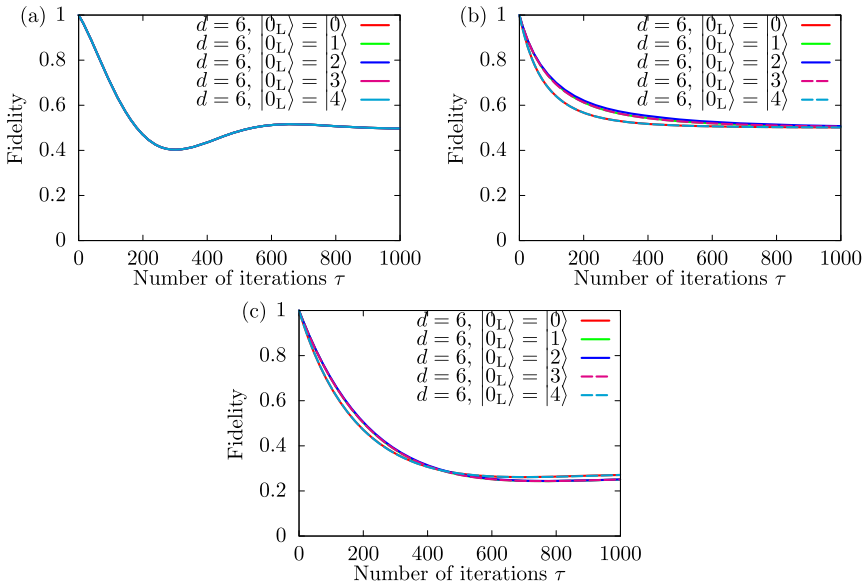 (a)
Fidelity
1
0.8
0.6
0.4
0.2
0
0 200 400 600 800 1000
Number of iterations τ
d = 6, |0_L⟩ = |0⟩
d = 6, |0_L⟩ = |1⟩
d = 6, |0_L⟩ = |2⟩
d = 6, |0_L⟩ = |3⟩
d = 6, |0_L⟩ = |4⟩
(b)
Fidelity
1
0.8
0.6
0.4
0.2
0
0 200 400 600 800 1000
Number of iterations τ
d = 6, |0_L⟩ = |0⟩
d = 6, |0_L⟩ = |1⟩
d = 6, |0_L⟩ = |2⟩
d = 6, |0_L⟩ = |3⟩
d = 6, |0_L⟩ = |4⟩
(c)
Fidelity
1
0.8
0.6
0.4
0.2
0
0 200 400 600 800 1000
Number of iterations τ
d = 6, |0_L⟩ = |0⟩
d = 6, |0_L⟩ = |1⟩
d = 6, |0_L⟩ = |2⟩
d = 6, |0_L⟩ = |3⟩
d = 6, |0_L⟩ = |4⟩